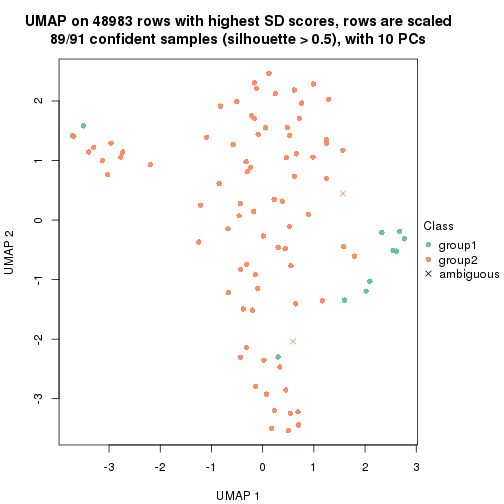 UMAP on 48983 rows with highest SD scores, rows are scaled
89/91 confident samples (silhouette > 0.5), with 10 PCs
2
1
0
-1
-2
-3
UMAP 2
-3
-2
-1
0
1
2
3
UMAP 1
Class
group1
group2
ambiguous